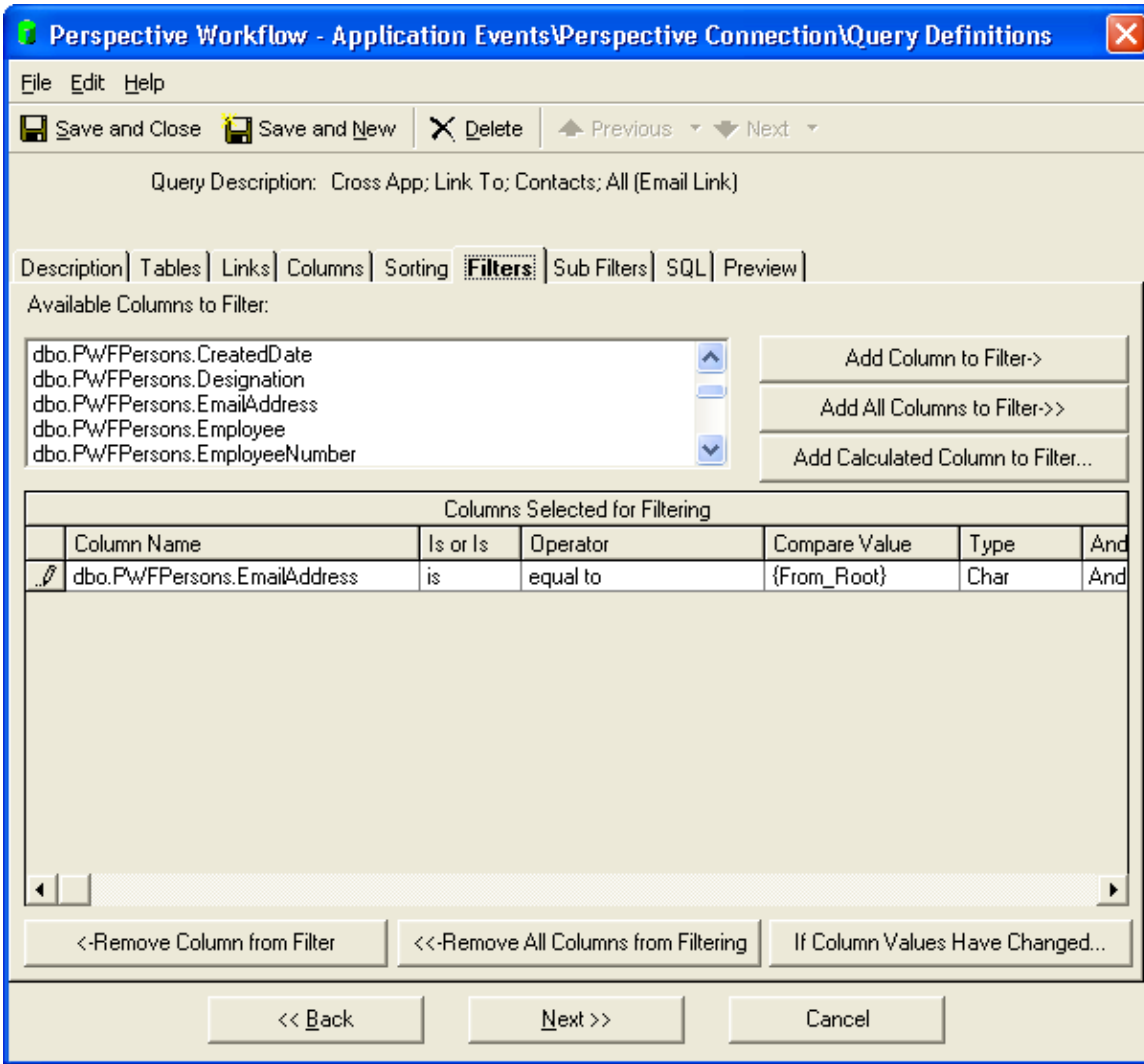 Perspective Workflow - Application Events\Perspective Connection\Query Definitions
File Edit Help
Save and Close Save and New Delete Previous Next
Query Description: Cross App; Link To; Contacts; All (Email Link)
Description Tables Links Columns Sorting Filters Sub Filters SQL Preview
Available Columns to Filter:
dbo.PWFPersons.CreatedDate
dbo.PWFPersons.Designation
dbo.PWFPersons.EmailAddress
dbo.PWFPersons.Employee
dbo.PWFPersons.EmployeeNumber
Add Column to Filter->
Add All Columns to Filter->>
Add Calculated Column to Filter...
Columns Selected for Filtering
Column Name Is or Is Operator Compare Value Type And
dbo.PWFPersons.EmailAddress is equal to {From_Root} Char And
<-Remove Column from Filter <<-Remove All Columns from Filtering If Column Values Have Changed...
<< Back Next >> Cancel